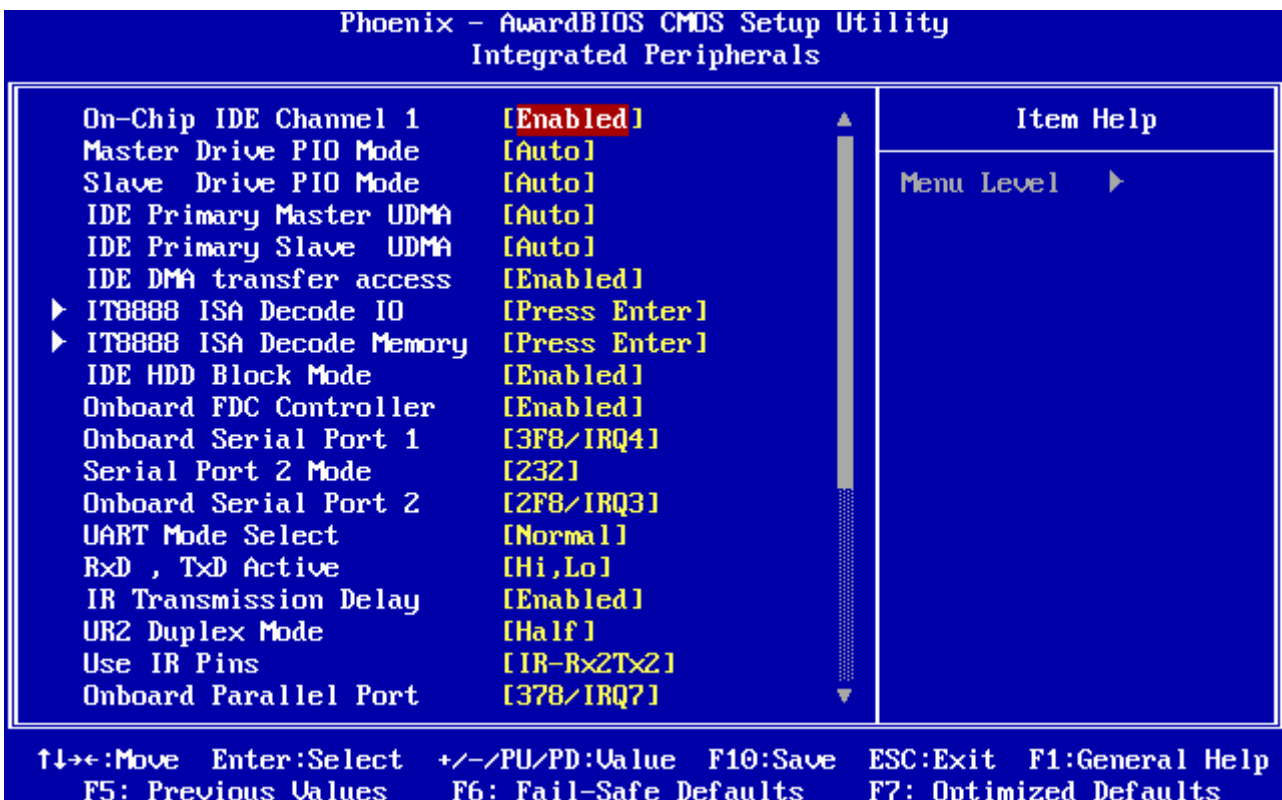 Phoenix - AwardBIOS CMOS Setup Utility
Integrated Peripherals
On-Chip IDE Channel 1 [Enabled]
Master Drive PIO Mode [Auto]
Slave Drive PIO Mode [Auto]
IDE Primary Master UDMA [Auto]
IDE Primary Slave UDMA [Auto]
IDE DMA transfer access [Enabled]
IT8888 ISA Decode IO [Press Enter]
IT8888 ISA Decode Memory [Press Enter]
IDE HDD Block Mode [Enabled]
Onboard FDC Controller [Enabled]
Onboard Serial Port 1 [3F8/IRQ4]
Serial Port 2 Mode [232]
Onboard Serial Port 2 [2F8/IRQ3]
UART Mode Select [Normal]
RxD , TxD Active [Hi,Lo]
IR Transmission Delay [Enabled]
UR2 Duplex Mode [Half]
Use IR Pins [IR-Rx2Tx2]
Onboard Parallel Port [378/IRQ7]
Item Help
Menu Level
↑↓→←:Move Enter:Select +/-/PU/PD:Value F10:Save ESC:Exit F1:General Help
F5: Previous Values F6: Fail-Safe Defaults F7: Optimized Defaults